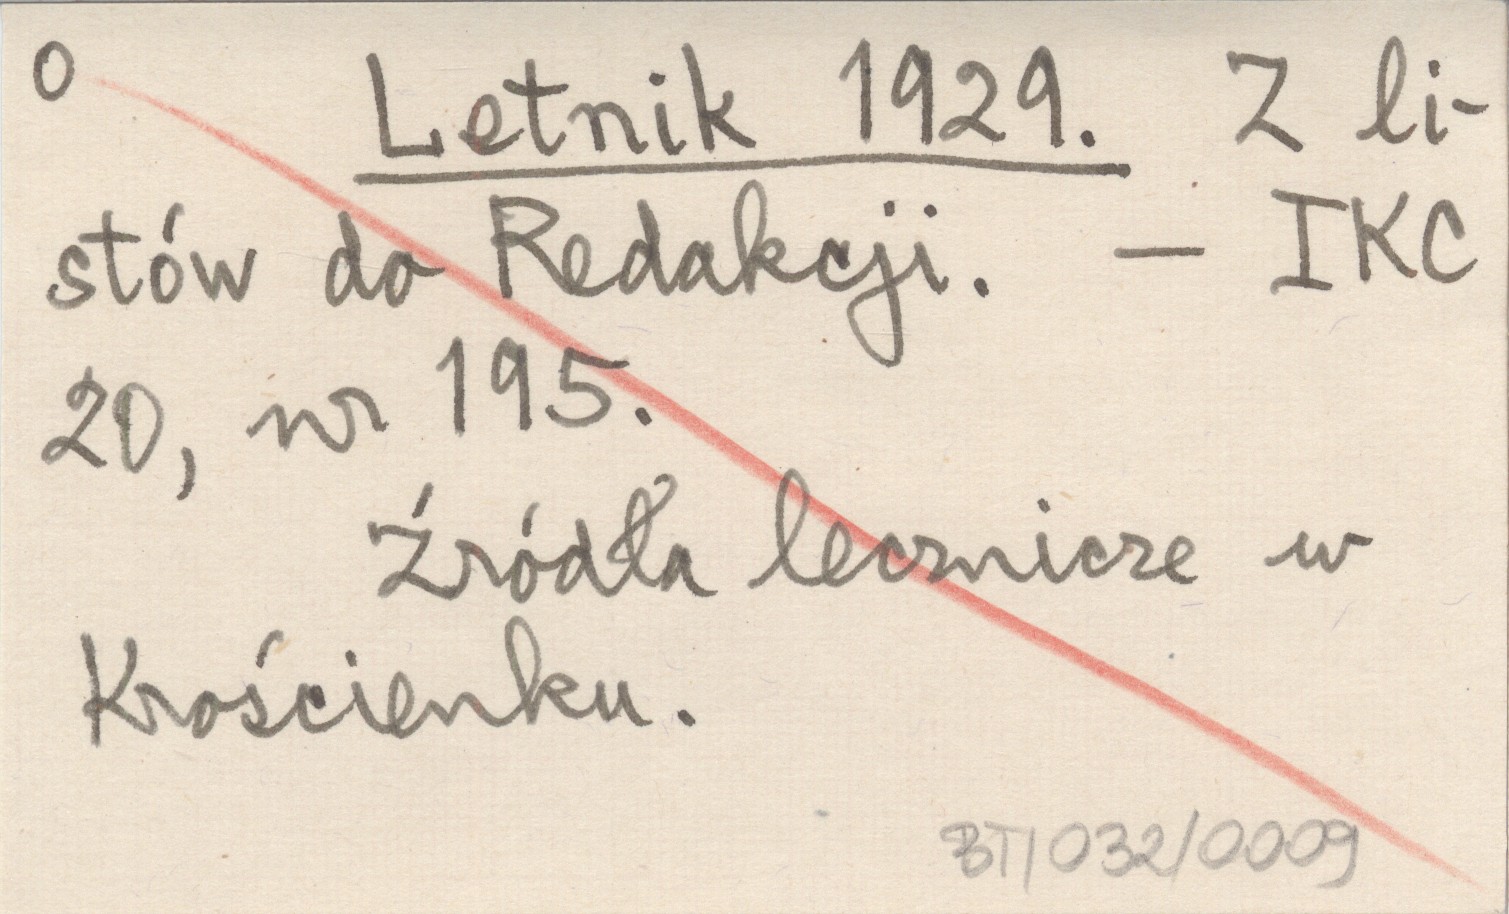 O Letnik 1929. Z li-
stów do Redakcji. — IKC
20, nr 195.
Źródła lecznicze w
Krościenku.
BT/032/0009